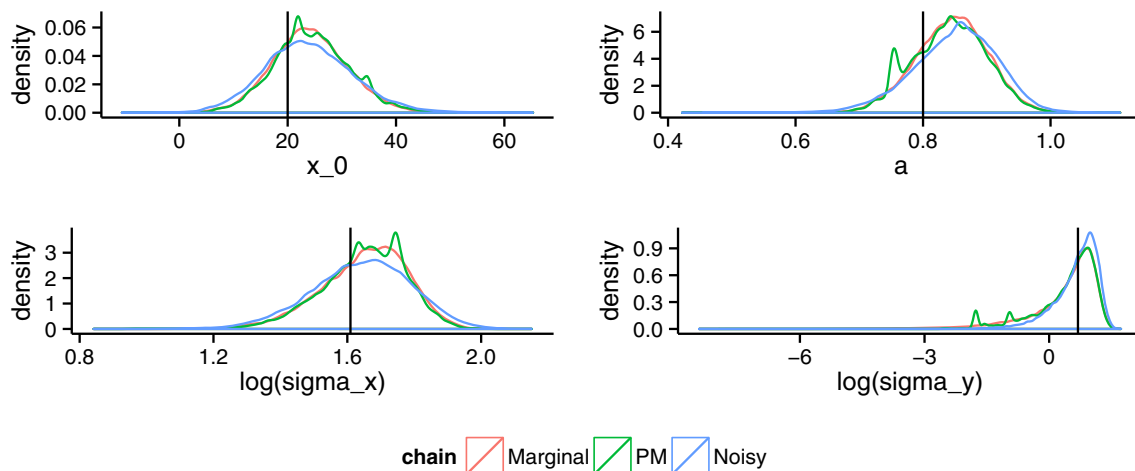 density
0.06
0.04
0.02
0.00
0 20 40 60
x_0
density
6
4
2
0
0.4 0.6 0.8 1.0
a
density
3
2
1
0
0.8 1.2 1.6 2.0
log(sigma_x)
density
0.9
0.6
0.3
0.0
−6 −3 0
log(sigma_y)
chain Marginal PM Noisy